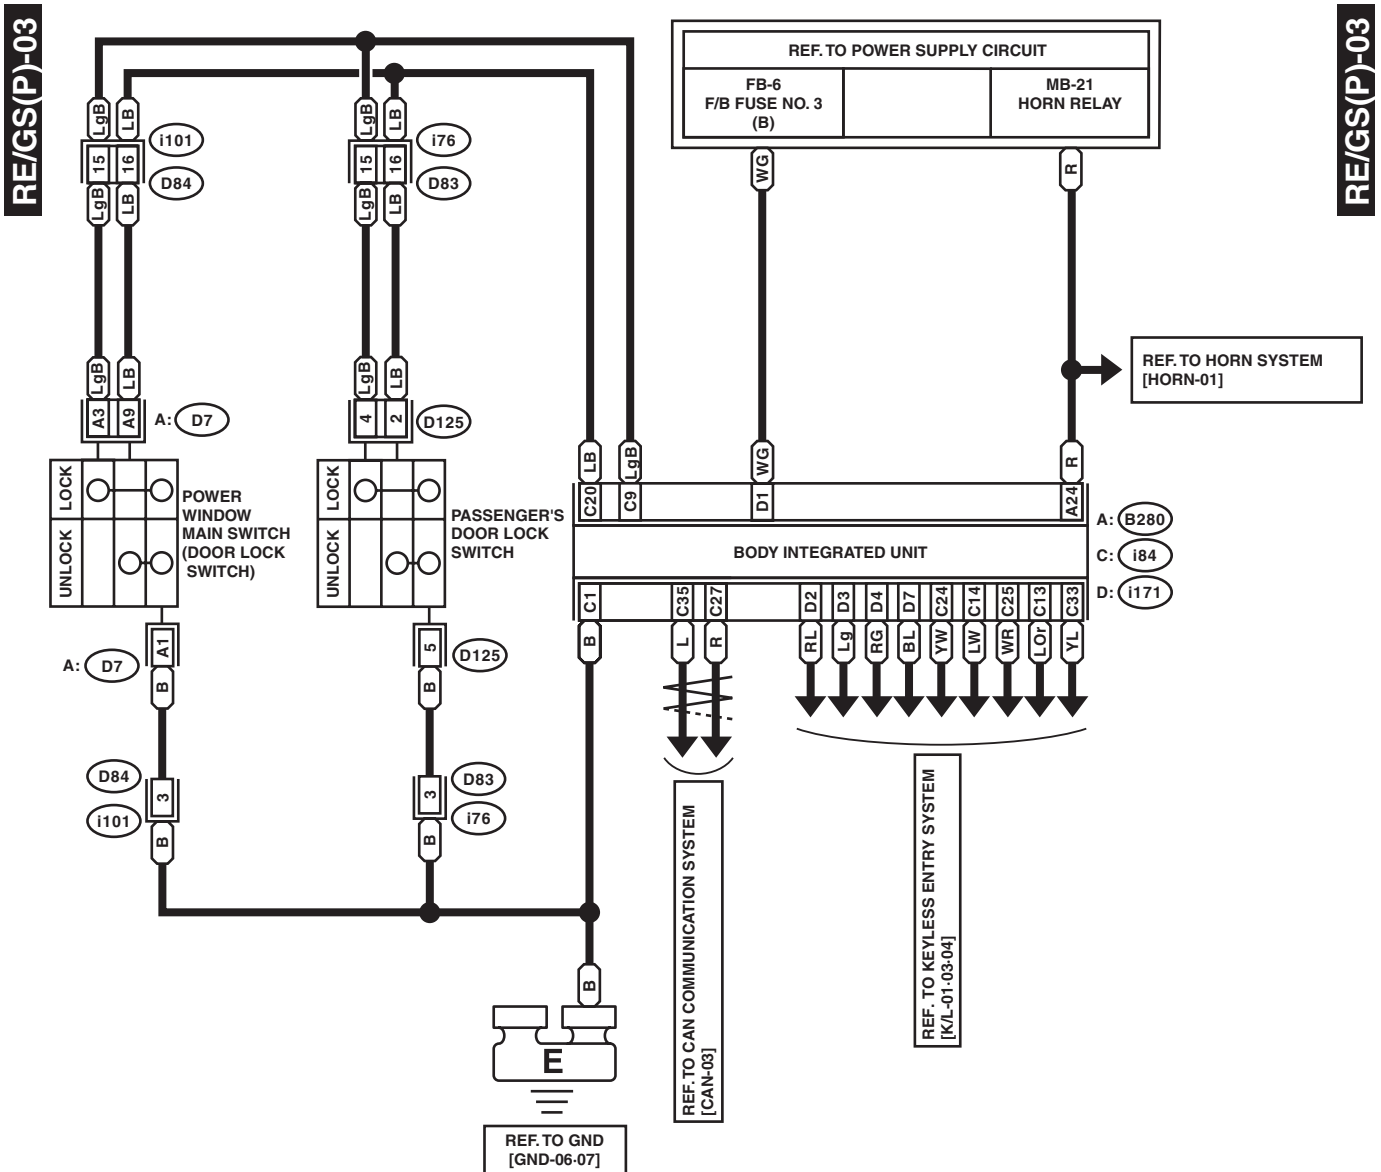 RE/GS(P)-03
RE/GS(P)-03
REF. TO POWER SUPPLY CIRCUIT
FB-6
F/B FUSE NO. 3
(B)
MB-21
HORN RELAY
LgB
LB
LgB
LB
WG
R
15
16
i101
D84
15
16
i76
D83
LgB
LB
LgB
LB
REF. TO HORN SYSTEM
[HORN-01]
LgB
LB
LgB
LB
A3
A9
A: D7
4
2
D125
LB
LgB
WG
R
C20
C9
D1
A24
LOCK
UNLOCK
POWER
WINDOW
MAIN SWITCH
(DOOR LOCK
SWITCH)
LOCK
UNLOCK
PASSENGER'S
DOOR LOCK
SWITCH
BODY INTEGRATED UNIT
A: B280
C: i84
D: i171
C1
C35
C27
D2
D3
D4
D7
C24
C14
C25
C13
C33
B
L
R
RL
Lg
RG
BL
YW
LW
WR
LOr
YL
A: D7
A1
B
5
B
D125
D84
i101
3
B
3
B
D83
i76
REF. TO CAN COMMUNICATION SYSTEM
[CAN-03]
REF. TO KEYLESS ENTRY SYSTEM
[K/L-01·03·04]
B
E
REF. TO GND
[GND-06·07]